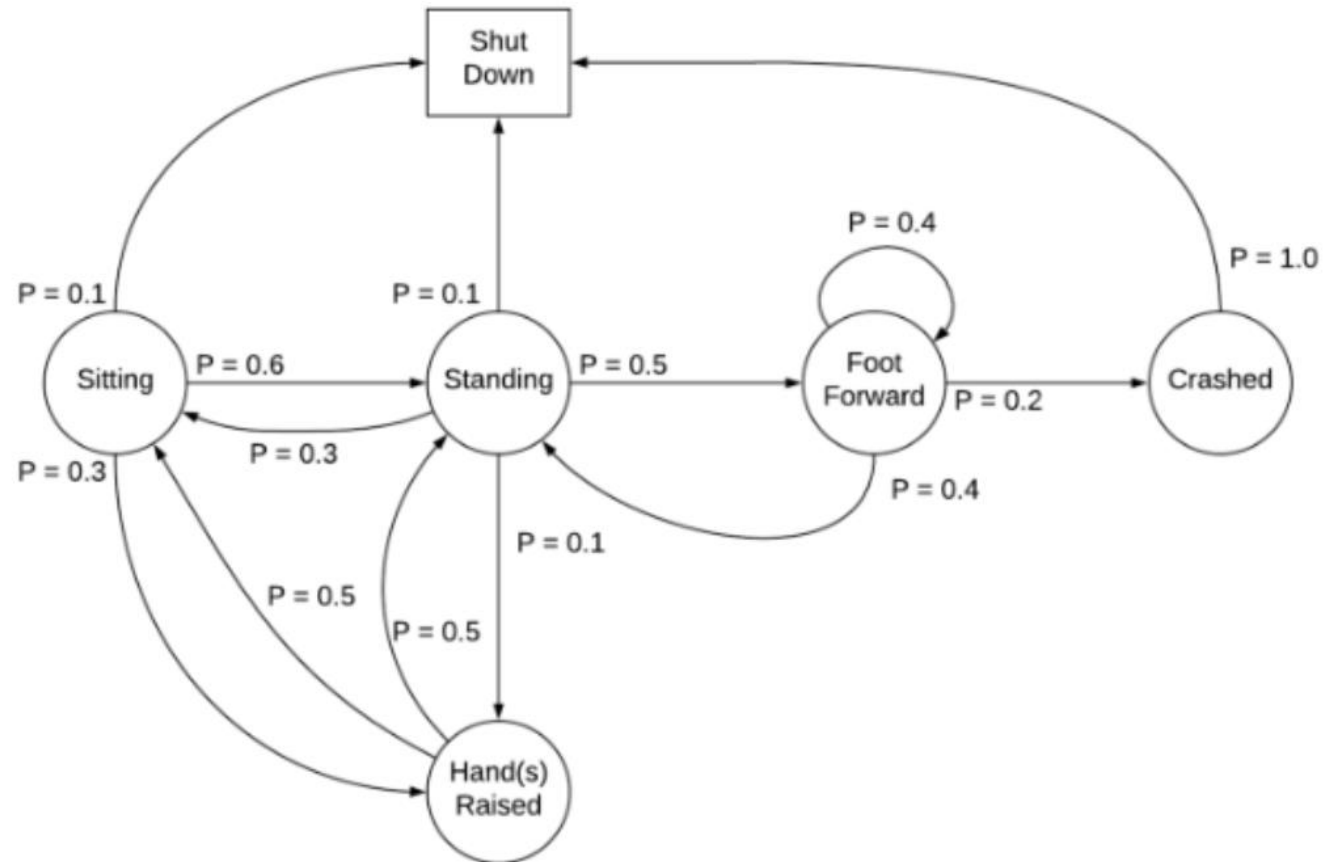 Shut
Down
P = 0.4
P = 1.0
P = 0.1
P = 0.1
Sitting
P = 0.6
Standing
P = 0.5
Foot
Forward
P = 0.2
Crashed
P = 0.3
P = 0.3
P = 0.4
P = 0.1
P = 0.5
P = 0.5
Hand(s)
Raised